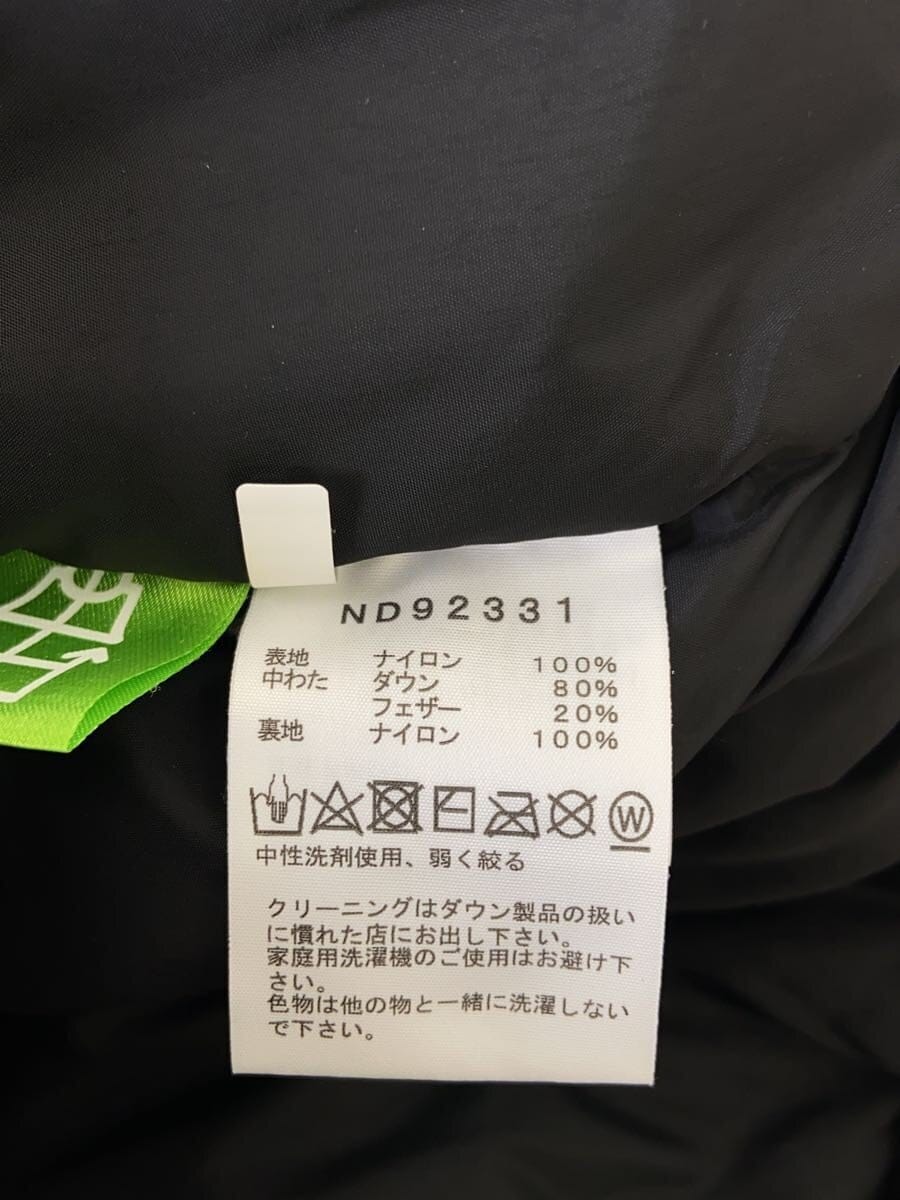 ND92331
表地 ナイロン 100%
中わた ダウン 80%
フェザー 20%
裏地 ナイロン 100%
W
中性洗剤使用、弱く絞る
クリーニングはダウン製品の扱い
に慣れた店にお出し下さい。
家庭用洗濯機のご使用はお避け下
さい。
色物は他の物と一緒に洗濯しない
で下さい。